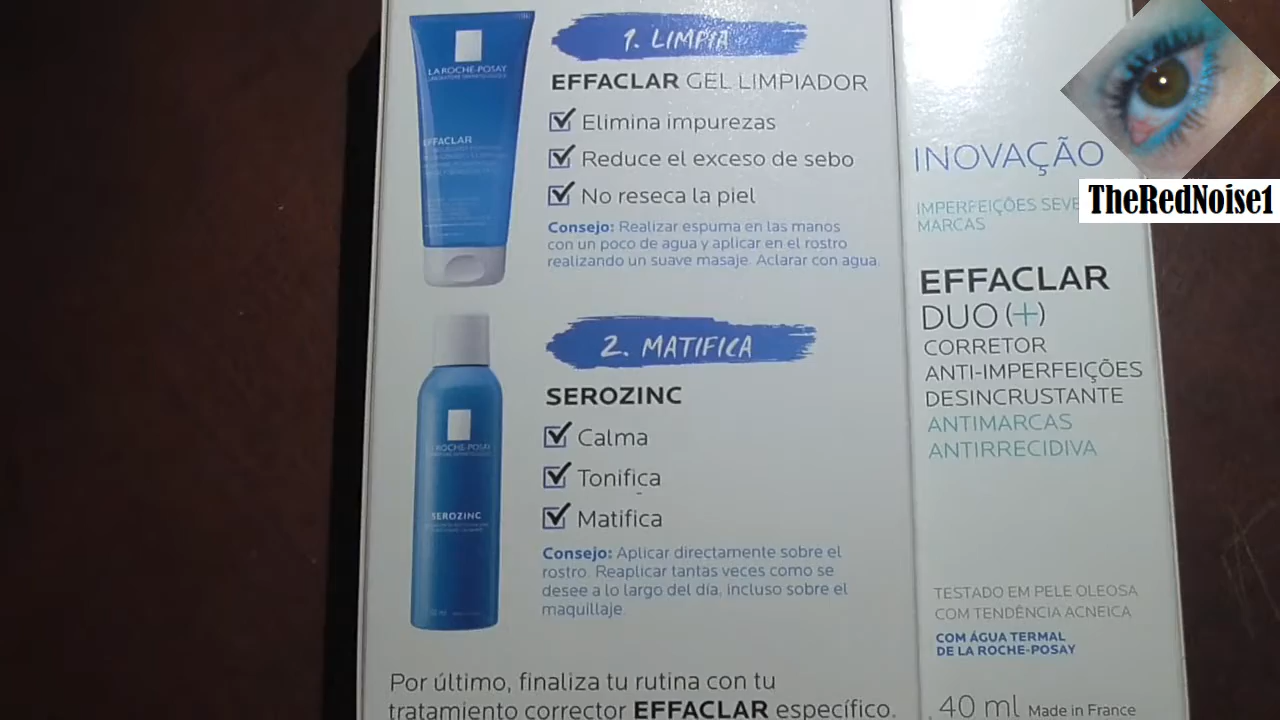 1. LIMPIA
EFFACLAR GEL LIMPIADOR
Elimina impurezas
Reduce el exceso de sebo
No reseca la piel
Consejo: Realizar espuma en las manos
con un poco de agua y aplicar en el rostro
realizando un suave masaje. Aclarar con agua.
LA ROCHE-POSAY
EFFACLAR
2. MATIFICA
SEROZINC
Calma
Tonifica
Matifica
Consejo: Aplicar directamente sobre el
rostro. Reaplicar tantas veces como se
desee a lo largo del día, incluso sobre el
maquillaje.
LA ROCHE-POSAY
SEROZINC
Por último, finaliza tu rutina con tu
tratamiento corrector EFFACLAR específico.
INOVAÇÃO
IMPERFEIÇÕES
MARCAS
EFFACLAR
DUO (+)
CORRETOR
ANTI-IMPERFEIÇÕES
DESINCRUSTANTE
ANTIMARCAS
ANTIRRECIDIVA
TESTADO EM PELE OLEOSA
COM TENDÊNCIA ACNEICA
COM ÁGUA TERMAL
DE LA ROCHE-POSAY
40 ml Made in France
TheRedNoise1